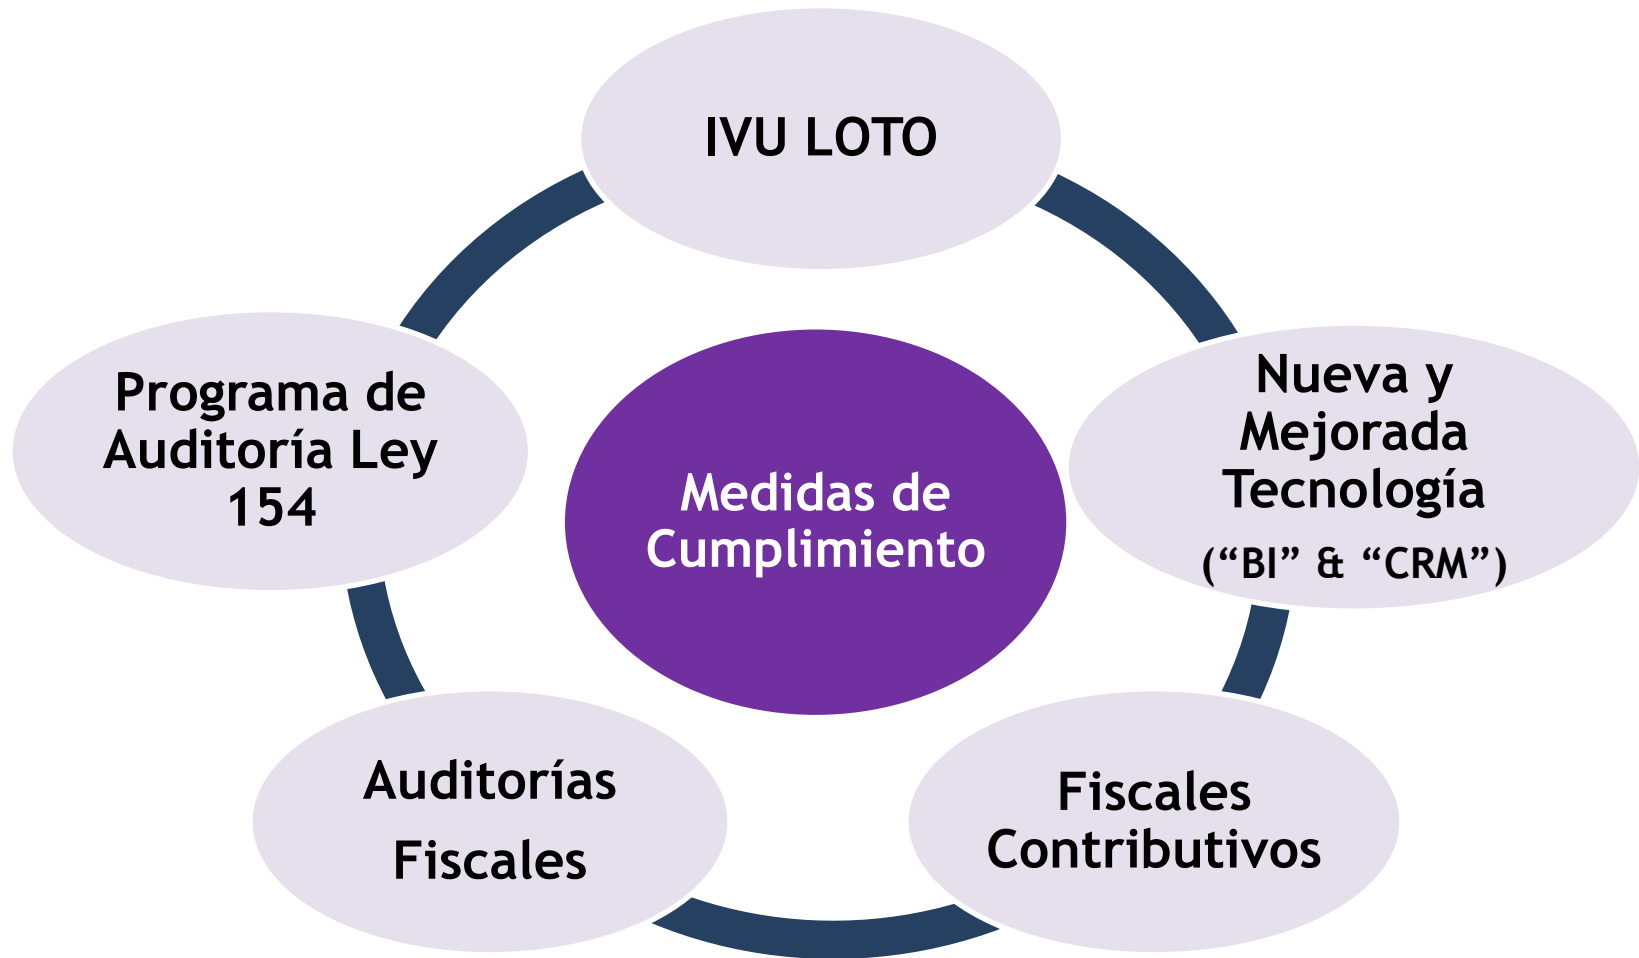 IVU LOTO
Nueva y
Mejorada
Tecnología
(“BI” & “CRM”)
Fiscales
Contributivos
Auditorías
Fiscales
Programa de
Auditoría Ley
154
Medidas de
Cumplimiento